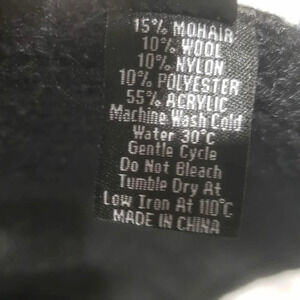 15% MOHAIR
10% WOOL
10% NYLON
10% POLYESTER
55% ACRYLIC
Machine Wash Cold
Water 30°C
Gentle Cycle
Do Not Bleach
Tumble Dry At
Low Iron At 110°C
MADE IN CHINA